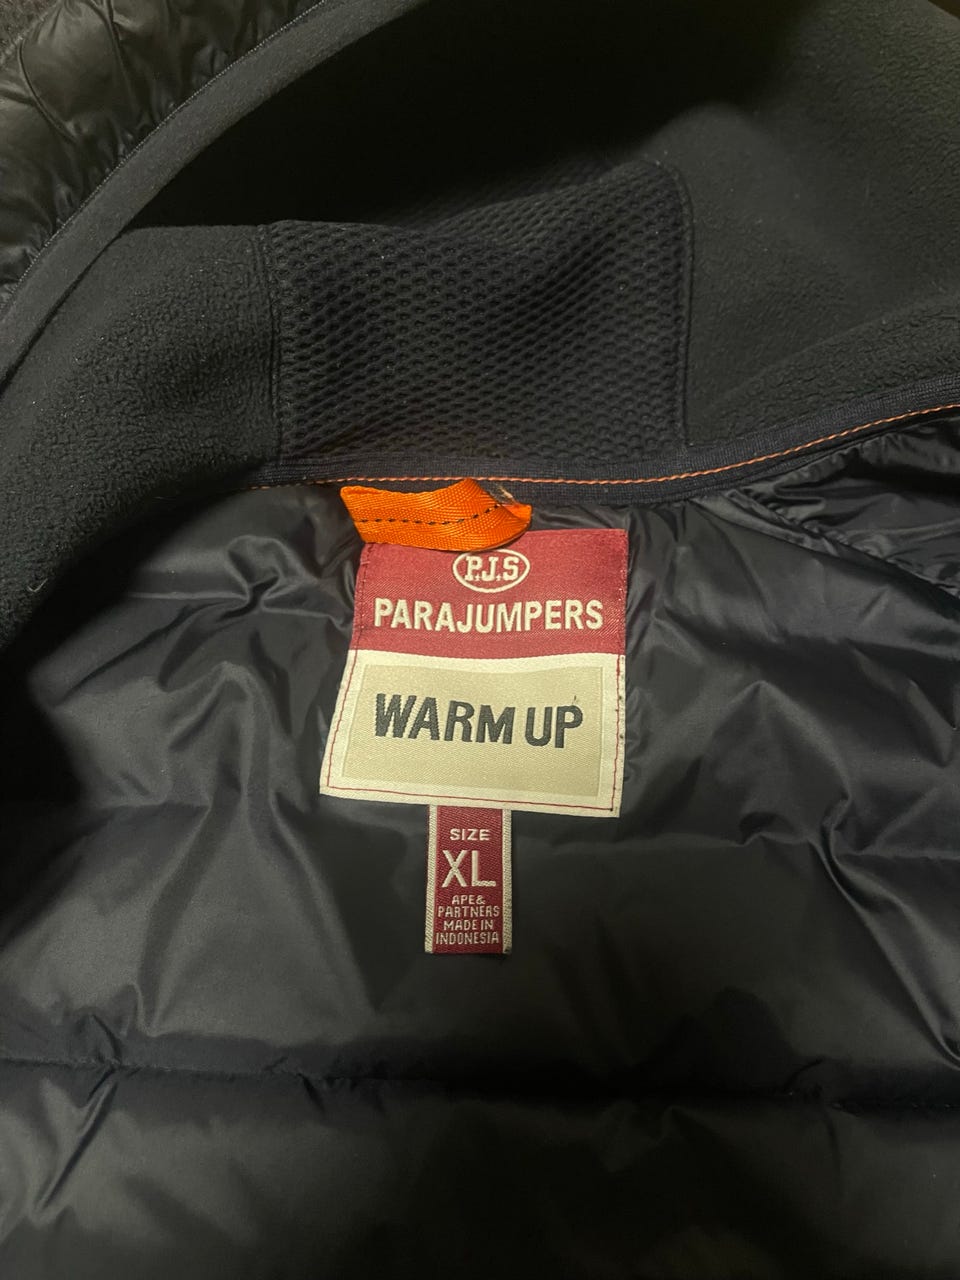 P.J.S
PARAJUMPERS
WARM UP
SIZE
XL
APE&
PARTNERS
MADE IN
INDONESIA